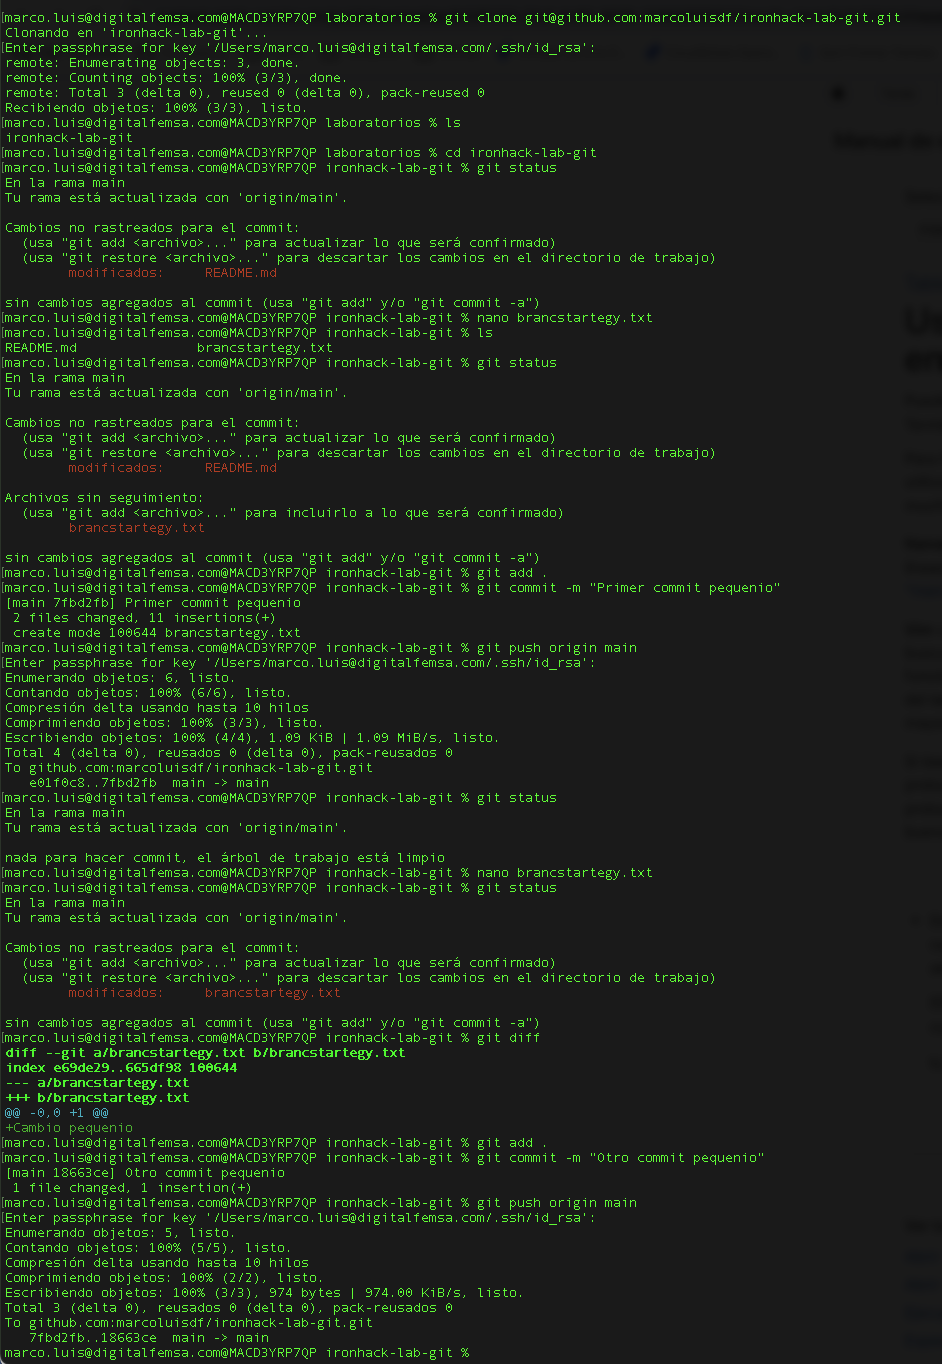 marco.luis@digitalfemsa.com@MACD3YRP7QP laboratorios % git clone git@github.com:marcoluisdf/ironhack-lab-git.git
Clonando en 'ironhack-lab-git'...
Enter passphrase for key '/Users/marco.luis@digitalfemsa.com/.ssh/id_rsa':
remote: Enumerating objects: 3, done.
remote: Counting objects: 100% (3/3), done.
remote: Total 3 (delta 0), reused 0 (delta 0), pack-reused 0
Recibiendo objetos: 100% (3/3), listo.
marco.luis@digitalfemsa.com@MACD3YRP7QP laboratorios % ls
ironhack-lab-git
marco.luis@digitalfemsa.com@MACD3YRP7QP laboratorios % cd ironhack-lab-git
marco.luis@digitalfemsa.com@MACD3YRP7QP ironhack-lab-git % git status
En la rama main
Tu rama está actualizada con 'origin/main'.
Cambios no rastreados para el commit:
(usa "git add <archivo>..." para actualizar lo que será confirmado)
(usa "git restore <archivo>..." para descartar los cambios en el directorio de trabajo)
modificados:     README.md
sin cambios agregados al commit (usa "git add" y/o "git commit -a")
marco.luis@digitalfemsa.com@MACD3YRP7QP ironhack-lab-git % nano brancstartegy.txt
marco.luis@digitalfemsa.com@MACD3YRP7QP ironhack-lab-git % ls
README.md               brancstartegy.txt
marco.luis@digitalfemsa.com@MACD3YRP7QP ironhack-lab-git % git status
En la rama main
Tu rama está actualizada con 'origin/main'.
Cambios no rastreados para el commit:
(usa "git add <archivo>..." para actualizar lo que será confirmado)
(usa "git restore <archivo>..." para descartar los cambios en el directorio de trabajo)
modificados:     README.md
Archivos sin seguimiento:
(usa "git add <archivo>..." para incluirlo a lo que será confirmado)
brancstartegy.txt
sin cambios agregados al commit (usa "git add" y/o "git commit -a")
marco.luis@digitalfemsa.com@MACD3YRP7QP ironhack-lab-git % git add .
marco.luis@digitalfemsa.com@MACD3YRP7QP ironhack-lab-git % git commit -m "Primer commit pequenio"
[main 7fbd2fb] Primer commit pequenio
2 files changed, 11 insertions(+)
create mode 100644 brancstartegy.txt
marco.luis@digitalfemsa.com@MACD3YRP7QP ironhack-lab-git % git push origin main
Enter passphrase for key '/Users/marco.luis@digitalfemsa.com/.ssh/id_rsa':
Enumerando objetos: 6, listo.
Contando objetos: 100% (6/6), listo.
Compresión delta usando hasta 10 hilos
Comprimiendo objetos: 100% (3/3), listo.
Escribiendo objetos: 100% (4/4), 1.09 KiB | 1.09 MiB/s, listo.
Total 4 (delta 0), reusados 0 (delta 0), pack-reusados 0
To github.com:marcoluisdf/ironhack-lab-git.git
e01f0c8..7fbd2fb  main -> main
marco.luis@digitalfemsa.com@MACD3YRP7QP ironhack-lab-git % git status
En la rama main
Tu rama está actualizada con 'origin/main'.
nada para hacer commit, el árbol de trabajo está limpio
marco.luis@digitalfemsa.com@MACD3YRP7QP ironhack-lab-git % nano brancstartegy.txt
marco.luis@digitalfemsa.com@MACD3YRP7QP ironhack-lab-git % git status
En la rama main
Tu rama está actualizada con 'origin/main'.
Cambios no rastreados para el commit:
(usa "git add <archivo>..." para actualizar lo que será confirmado)
(usa "git restore <archivo>..." para descartar los cambios en el directorio de trabajo)
modificados:     brancstartegy.txt
sin cambios agregados al commit (usa "git add" y/o "git commit -a")
marco.luis@digitalfemsa.com@MACD3YRP7QP ironhack-lab-git % git diff
diff --git a/brancstartegy.txt b/brancstartegy.txt
index e69de29..665df98 100644
--- a/brancstartegy.txt
+++ b/brancstartegy.txt
@@ -0,0 +1 @@
+Cambio pequenio
marco.luis@digitalfemsa.com@MACD3YRP7QP ironhack-lab-git % git add .
marco.luis@digitalfemsa.com@MACD3YRP7QP ironhack-lab-git % git commit -m "Otro commit pequenio"
[main 18663ce] Otro commit pequenio
1 file changed, 1 insertion(+)
marco.luis@digitalfemsa.com@MACD3YRP7QP ironhack-lab-git % git push origin main
Enter passphrase for key '/Users/marco.luis@digitalfemsa.com/.ssh/id_rsa':
Enumerando objetos: 5, listo.
Contando objetos: 100% (5/5), listo.
Compresión delta usando hasta 10 hilos
Comprimiendo objetos: 100% (2/2), listo.
Escribiendo objetos: 100% (3/3), 974 bytes | 974.00 KiB/s, listo.
Total 3 (delta 0), reusados 0 (delta 0), pack-reusados 0
To github.com:marcoluisdf/ironhack-lab-git.git
7fbd2fb..18663ce  main -> main
marco.luis@digitalfemsa.com@MACD3YRP7QP ironhack-lab-git %